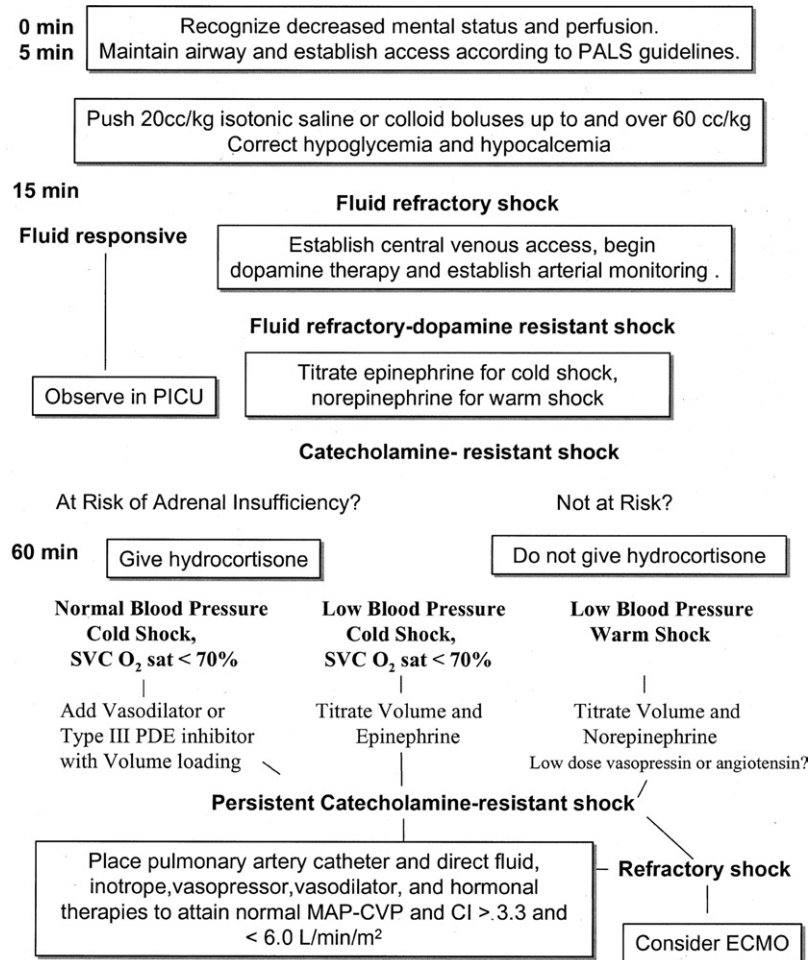 0 min
Recognize decreased mental status and perfusion.
5 min
Maintain airway and establish access according to PALS guidelines.
Push 20cc/kg isotonic saline or colloid boluses up to and over 60 cc/kg
Correct hypoglycemia and hypocalcemia
15 min
Fluid refractory shock
Fluid responsive
Establish central venous access, begin
dopamine therapy and establish arterial monitoring .
Fluid refractory-dopamine resistant shock
Observe in PICU
Titrate epinephrine for cold shock,
norepinephrine for warm shock
Catecholamine- resistant shock
At Risk of Adrenal Insufficiency?
Not at Risk?
60 min
Give hydrocortisone
Do not give hydrocortisone
Normal Blood Pressure
Cold Shock,
SVC O₂ sat < 70%
Low Blood Pressure
Cold Shock,
SVC O₂ sat < 70%
Low Blood Pressure
Warm Shock
Add Vasodilator or
Type III PDE inhibitor
with Volume loading
Titrate Volume and
Epinephrine
Titrate Volume and
Norepinephrine
Low dose vasopressin or angiotensin?
Persistent Catecholamine-resistant shock
Place pulmonary artery catheter and direct fluid,
inotrope,vasopressor,vasodilator, and hormonal
therapies to attain normal MAP-CVP and CI > 3.3 and
< 6.0 L/min/m²
Refractory shock
Consider ECMO